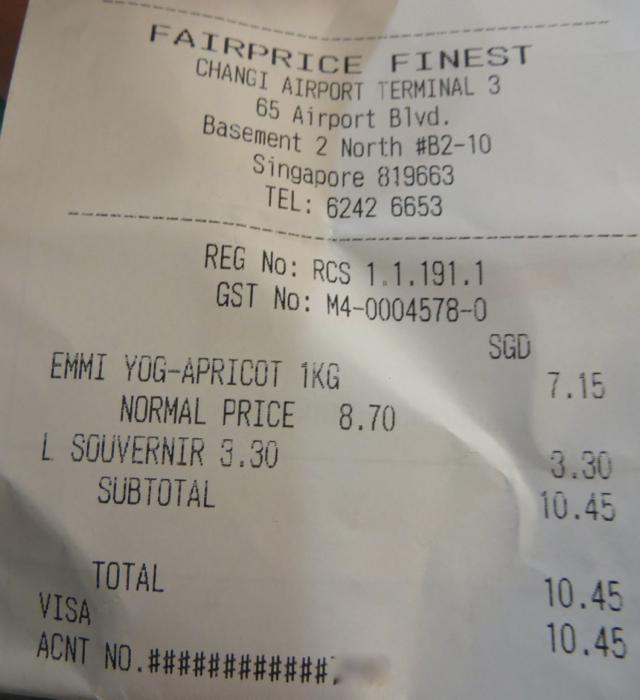 FAIRPRICE FINEST
CHANGI AIRPORT TERMINAL 3
65 Airport Blvd.
Basement 2 North #B2-10
Singapore 819663
TEL: 6242 6653
REG No: RCS 1.1.191.1
GST No: M4-0004578-0
SGD
EMMI YOG-APRICOT 1KG 7.15
NORMAL PRICE 8.70
L SOUVERNIR 3.30 3.30
SUBTOTAL 10.45
TOTAL 10.45
VISA 10.45
ACNT NO.############